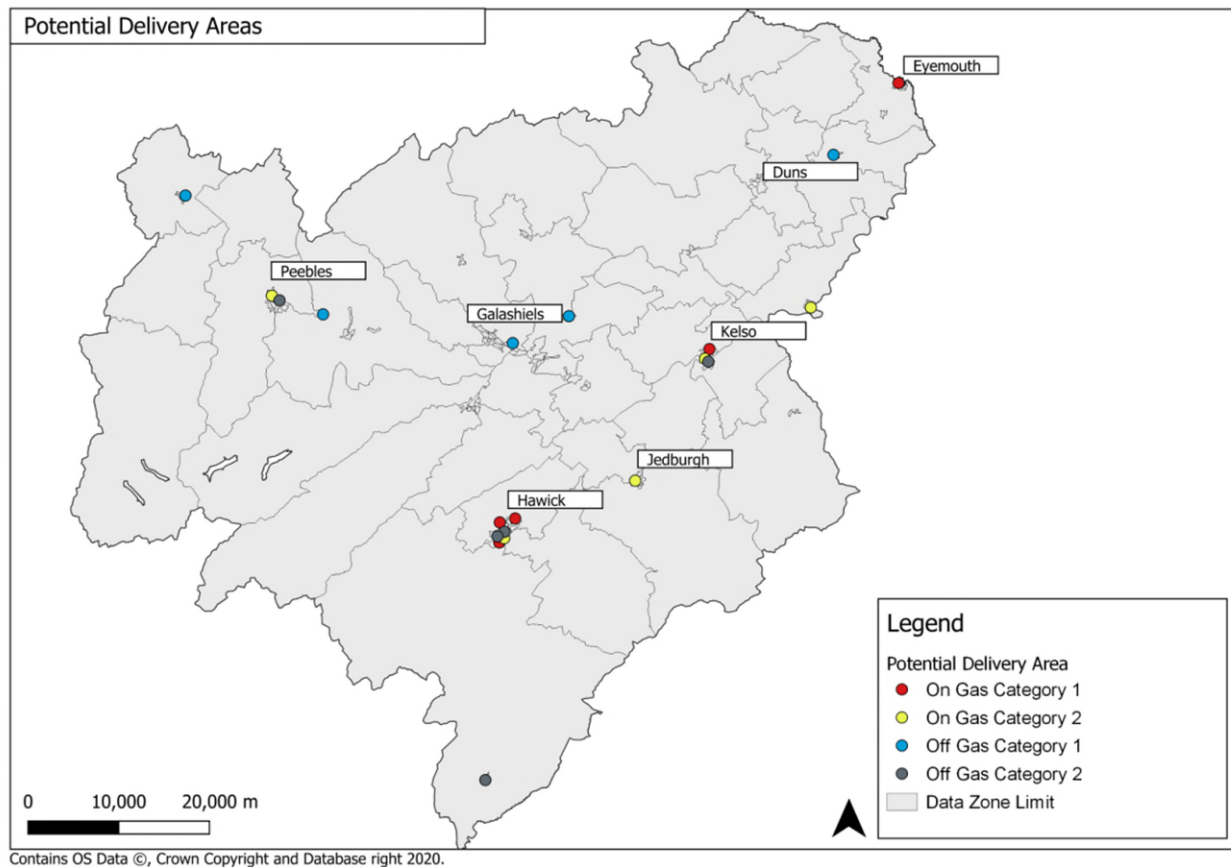 Potential Delivery Areas
Eyemouth
Duns
Peebles
Galashiels
Kelso
Jedburgh
Hawick
Legend
Potential Delivery Area
On Gas Category 1
On Gas Category 2
Off Gas Category 1
Off Gas Category 2
Data Zone Limit
0 10,000 20,000 m
Contains OS Data ©, Crown Copyright and Database right 2020.